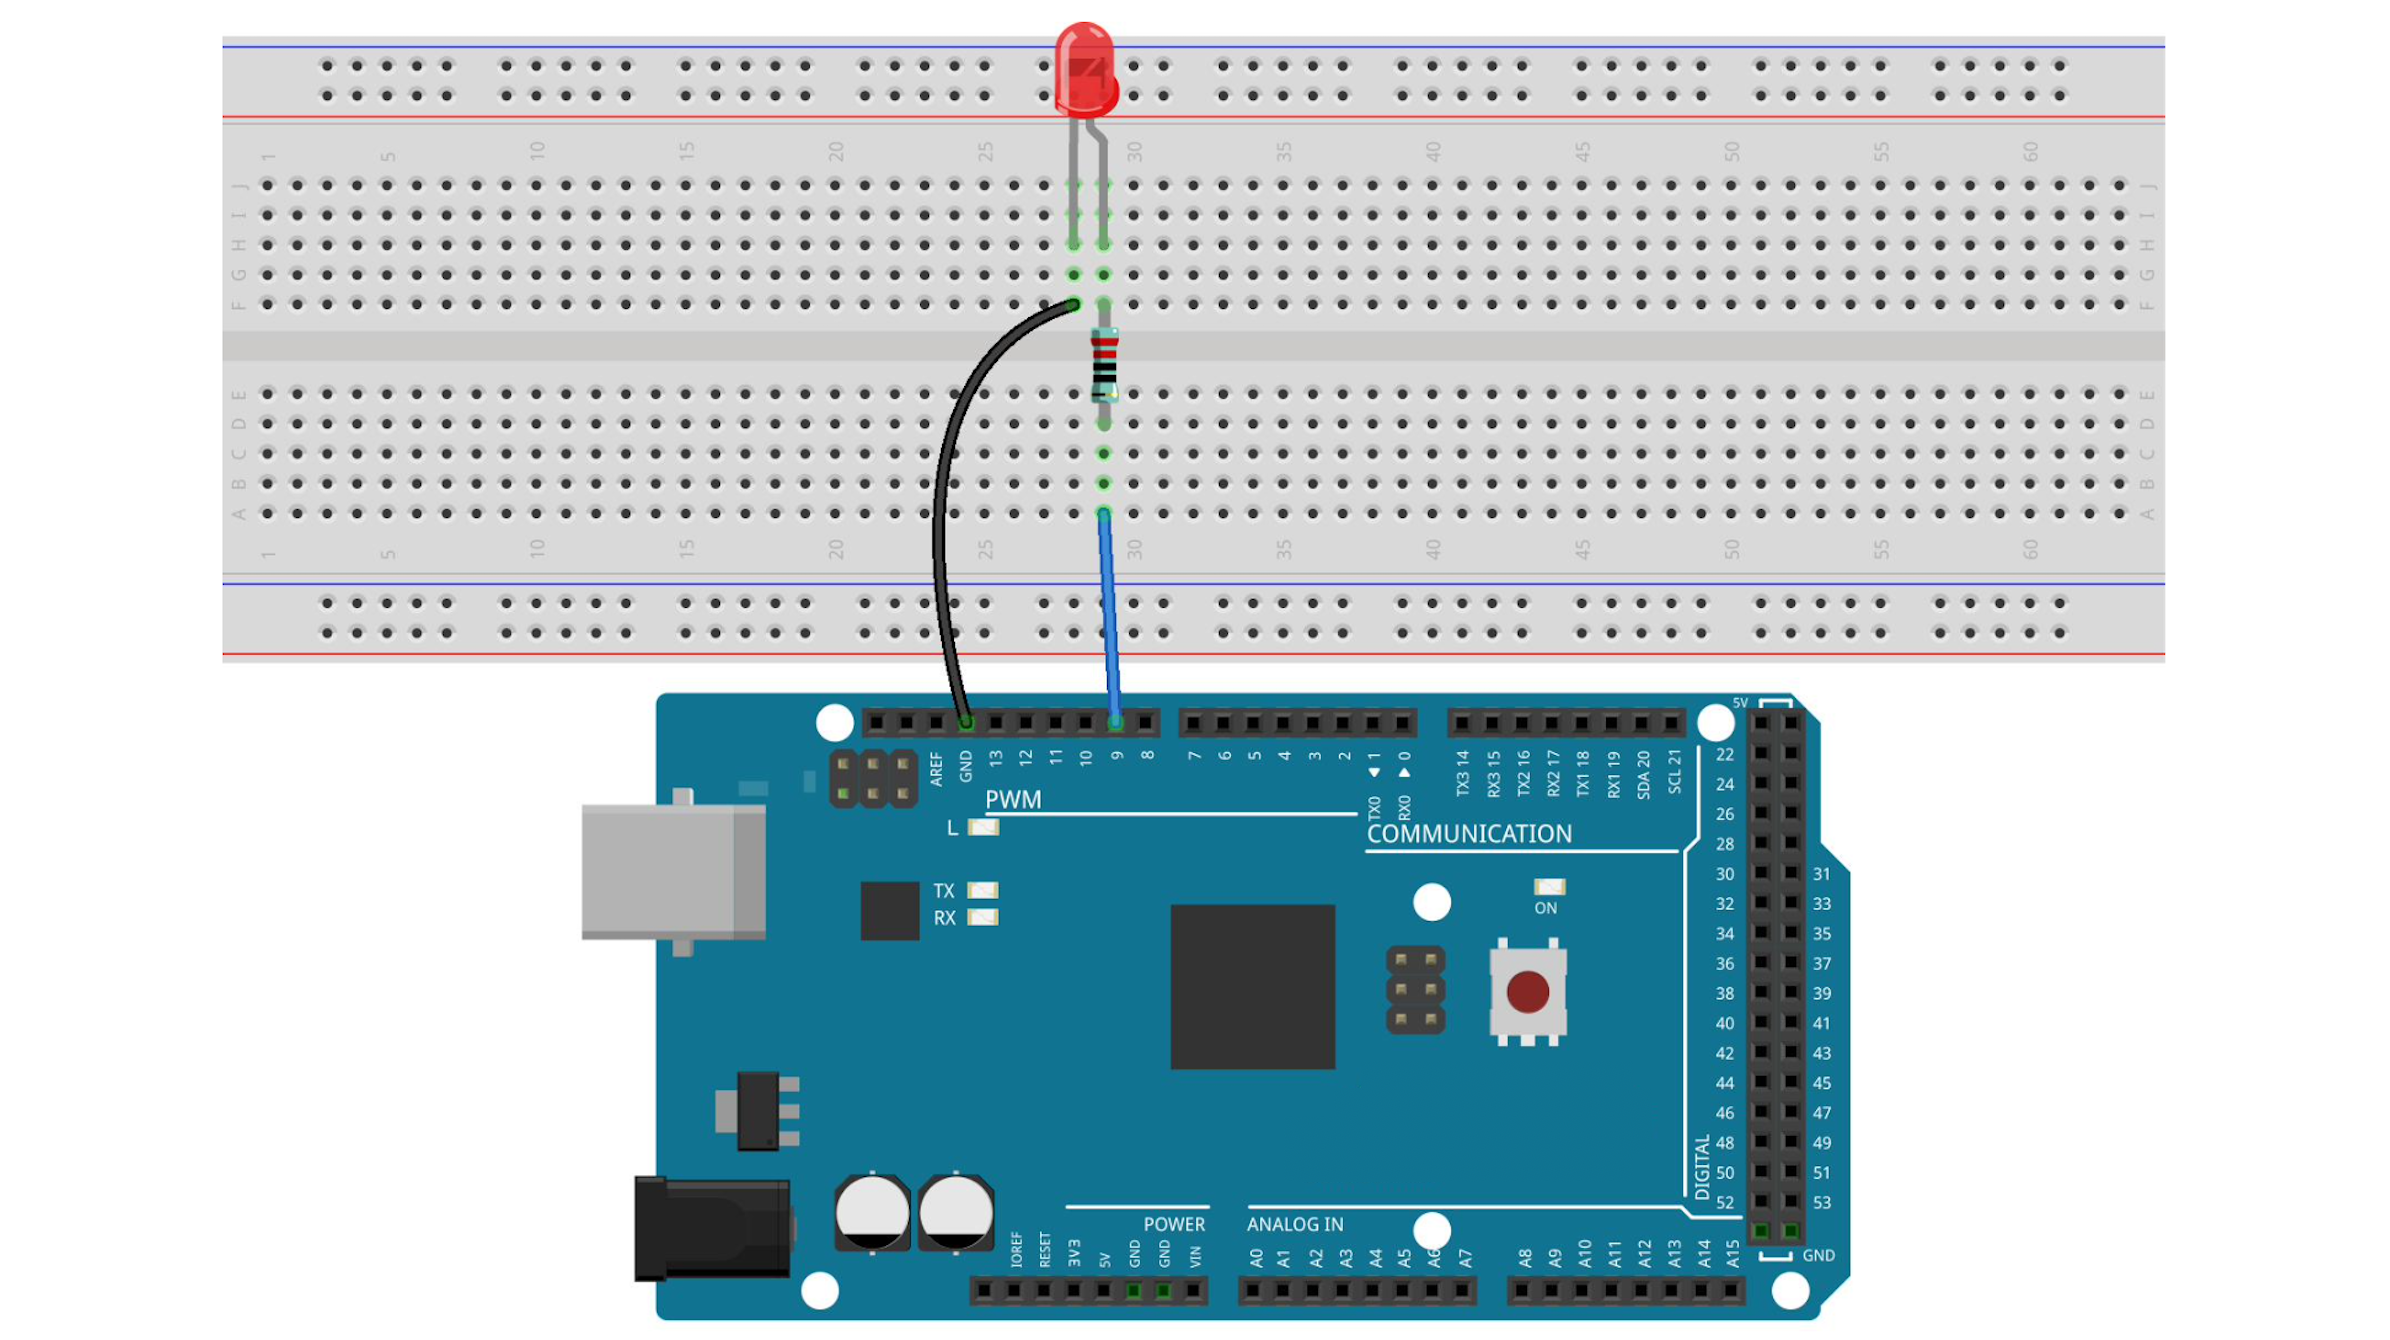 1 5 10 15 20 25 30 35 40 45 50 55 60
J J
I I
H H
G G
F F
E E
D D
C C
B B
A A
1 5 10 15 20 25 30 35 40 45 50 55 60
5V
AREF GND 13 12 11 10 9 8 7 6 5 4 3 2 1 0 TX3 14 RX3 15 TX2 16 RX2 17 TX1 18 RX1 19 SDA 20 SCL 21
TX0 RX0
PWM
COMMUNICATION
L
TX
RX
ON
22
24
26
28
30 31
32 33
34 35
36 37
38 39
40 41
42 43
44 45
46 47
48 49
50 51
52 53
DIGITAL
GND
POWER
ANALOG IN
IOREF RESET 3V3 5V GND GND VIN
A0 A1 A2 A3 A4 A5 A6 A7 A8 A9 A10 A11 A12 A13 A14 A15